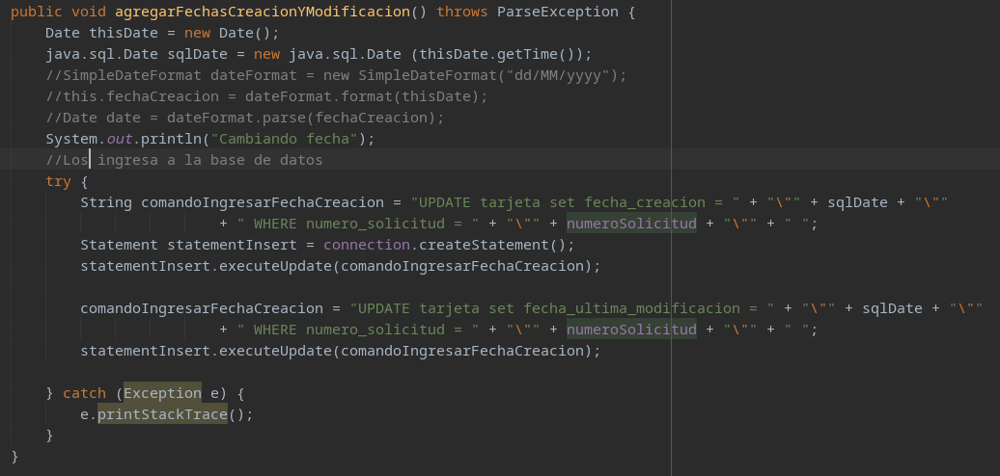 public void agregarFechasCreacionYModificacion() throws ParseException {
    Date thisDate = new Date();
    java.sql.Date sqlDate = new java.sql.Date (thisDate.getTime());
    //SimpleDateFormat dateFormat = new SimpleDateFormat("dd/MM/yyyy");
    //this.fechaCreacion = dateFormat.format(thisDate);
    //Date date = dateFormat.parse(fechaCreacion);
    System.out.println("Cambiando fecha");
    //Los ingresa a la base de datos
    try {
        String comandoIngresarFechaCreacion = "UPDATE tarjeta set fecha_creacion = " + "\"" + sqlDate + "\""
                        + " WHERE numero_solicitud = " + "\"" + numeroSolicitud + "\"" + " ";
        Statement statementInsert = connection.createStatement();
        statementInsert.executeUpdate(comandoIngresarFechaCreacion);

        comandoIngresarFechaCreacion = "UPDATE tarjeta set fecha_ultima_modificacion = " + "\"" + sqlDate + "\""
                        + " WHERE numero_solicitud = " + "\"" + numeroSolicitud + "\"" + " ";
        statementInsert.executeUpdate(comandoIngresarFechaCreacion);

    } catch (Exception e) {
        e.printStackTrace();
    }
}